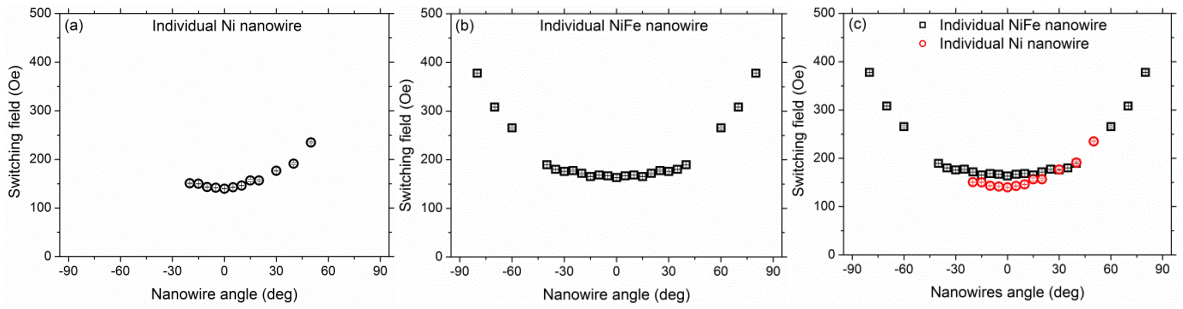 (a) Individual Ni nanowire
Switching field (Oe)
500
400
300
200
100
0
-90 -60 -30 0 30 60 90
Nanowire angle (deg)
(b) Individual NiFe nanowire
Switching field (Oe)
500
400
300
200
100
0
-90 -60 -30 0 30 60 90
Nanowire angle (deg)
(c) Individual NiFe nanowire
Individual Ni nanowire
Switching field (Oe)
500
400
300
200
100
0
-90 -60 -30 0 30 60 90
Nanowires angle (deg)